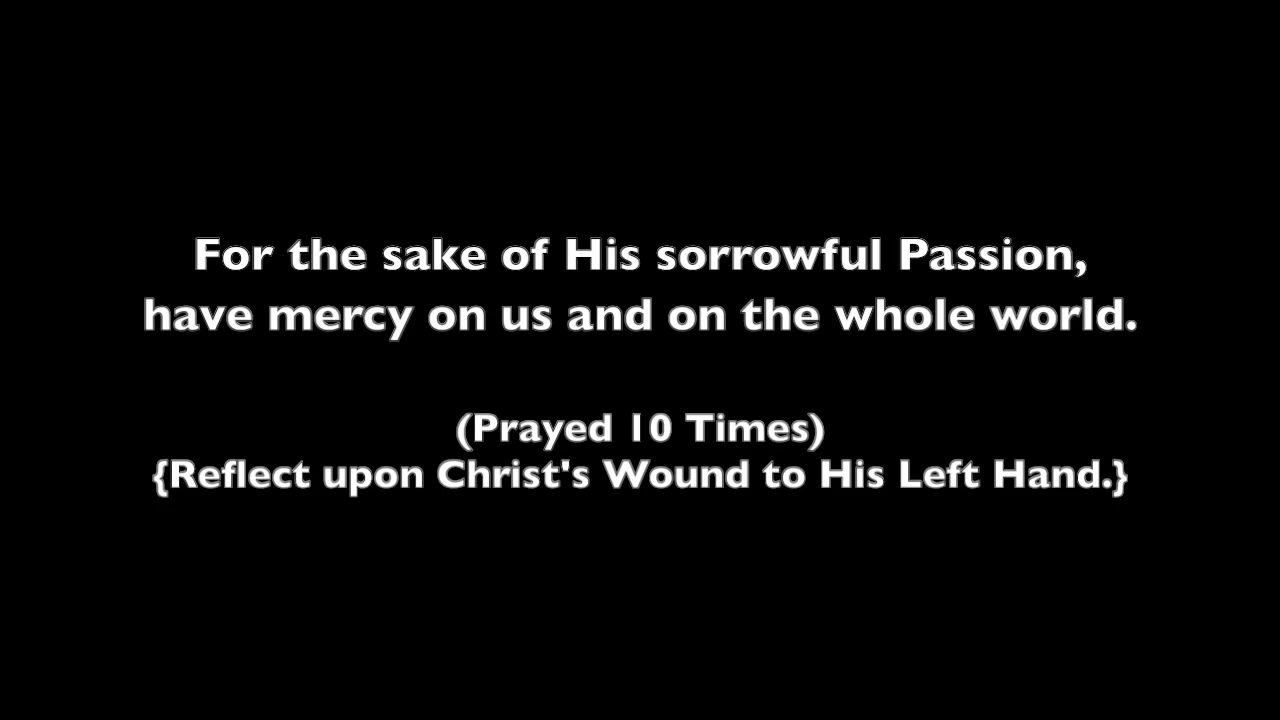 For the sake of His sorrowful Passion,
have mercy on us and on the whole world.
(Prayed 10 Times)
{Reflect upon Christ's Wound to His Left Hand.}